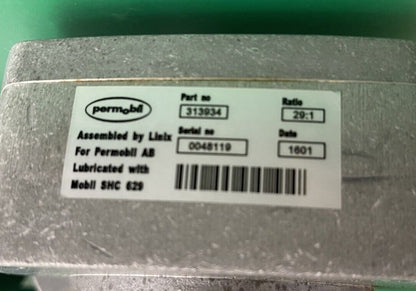 permobil
Part no
313934
Ratio
29:1
Assembled by Linix
For Permobil AB
Lubricated with
Mobil SHC 629
Serial no
0048119
Date
1601